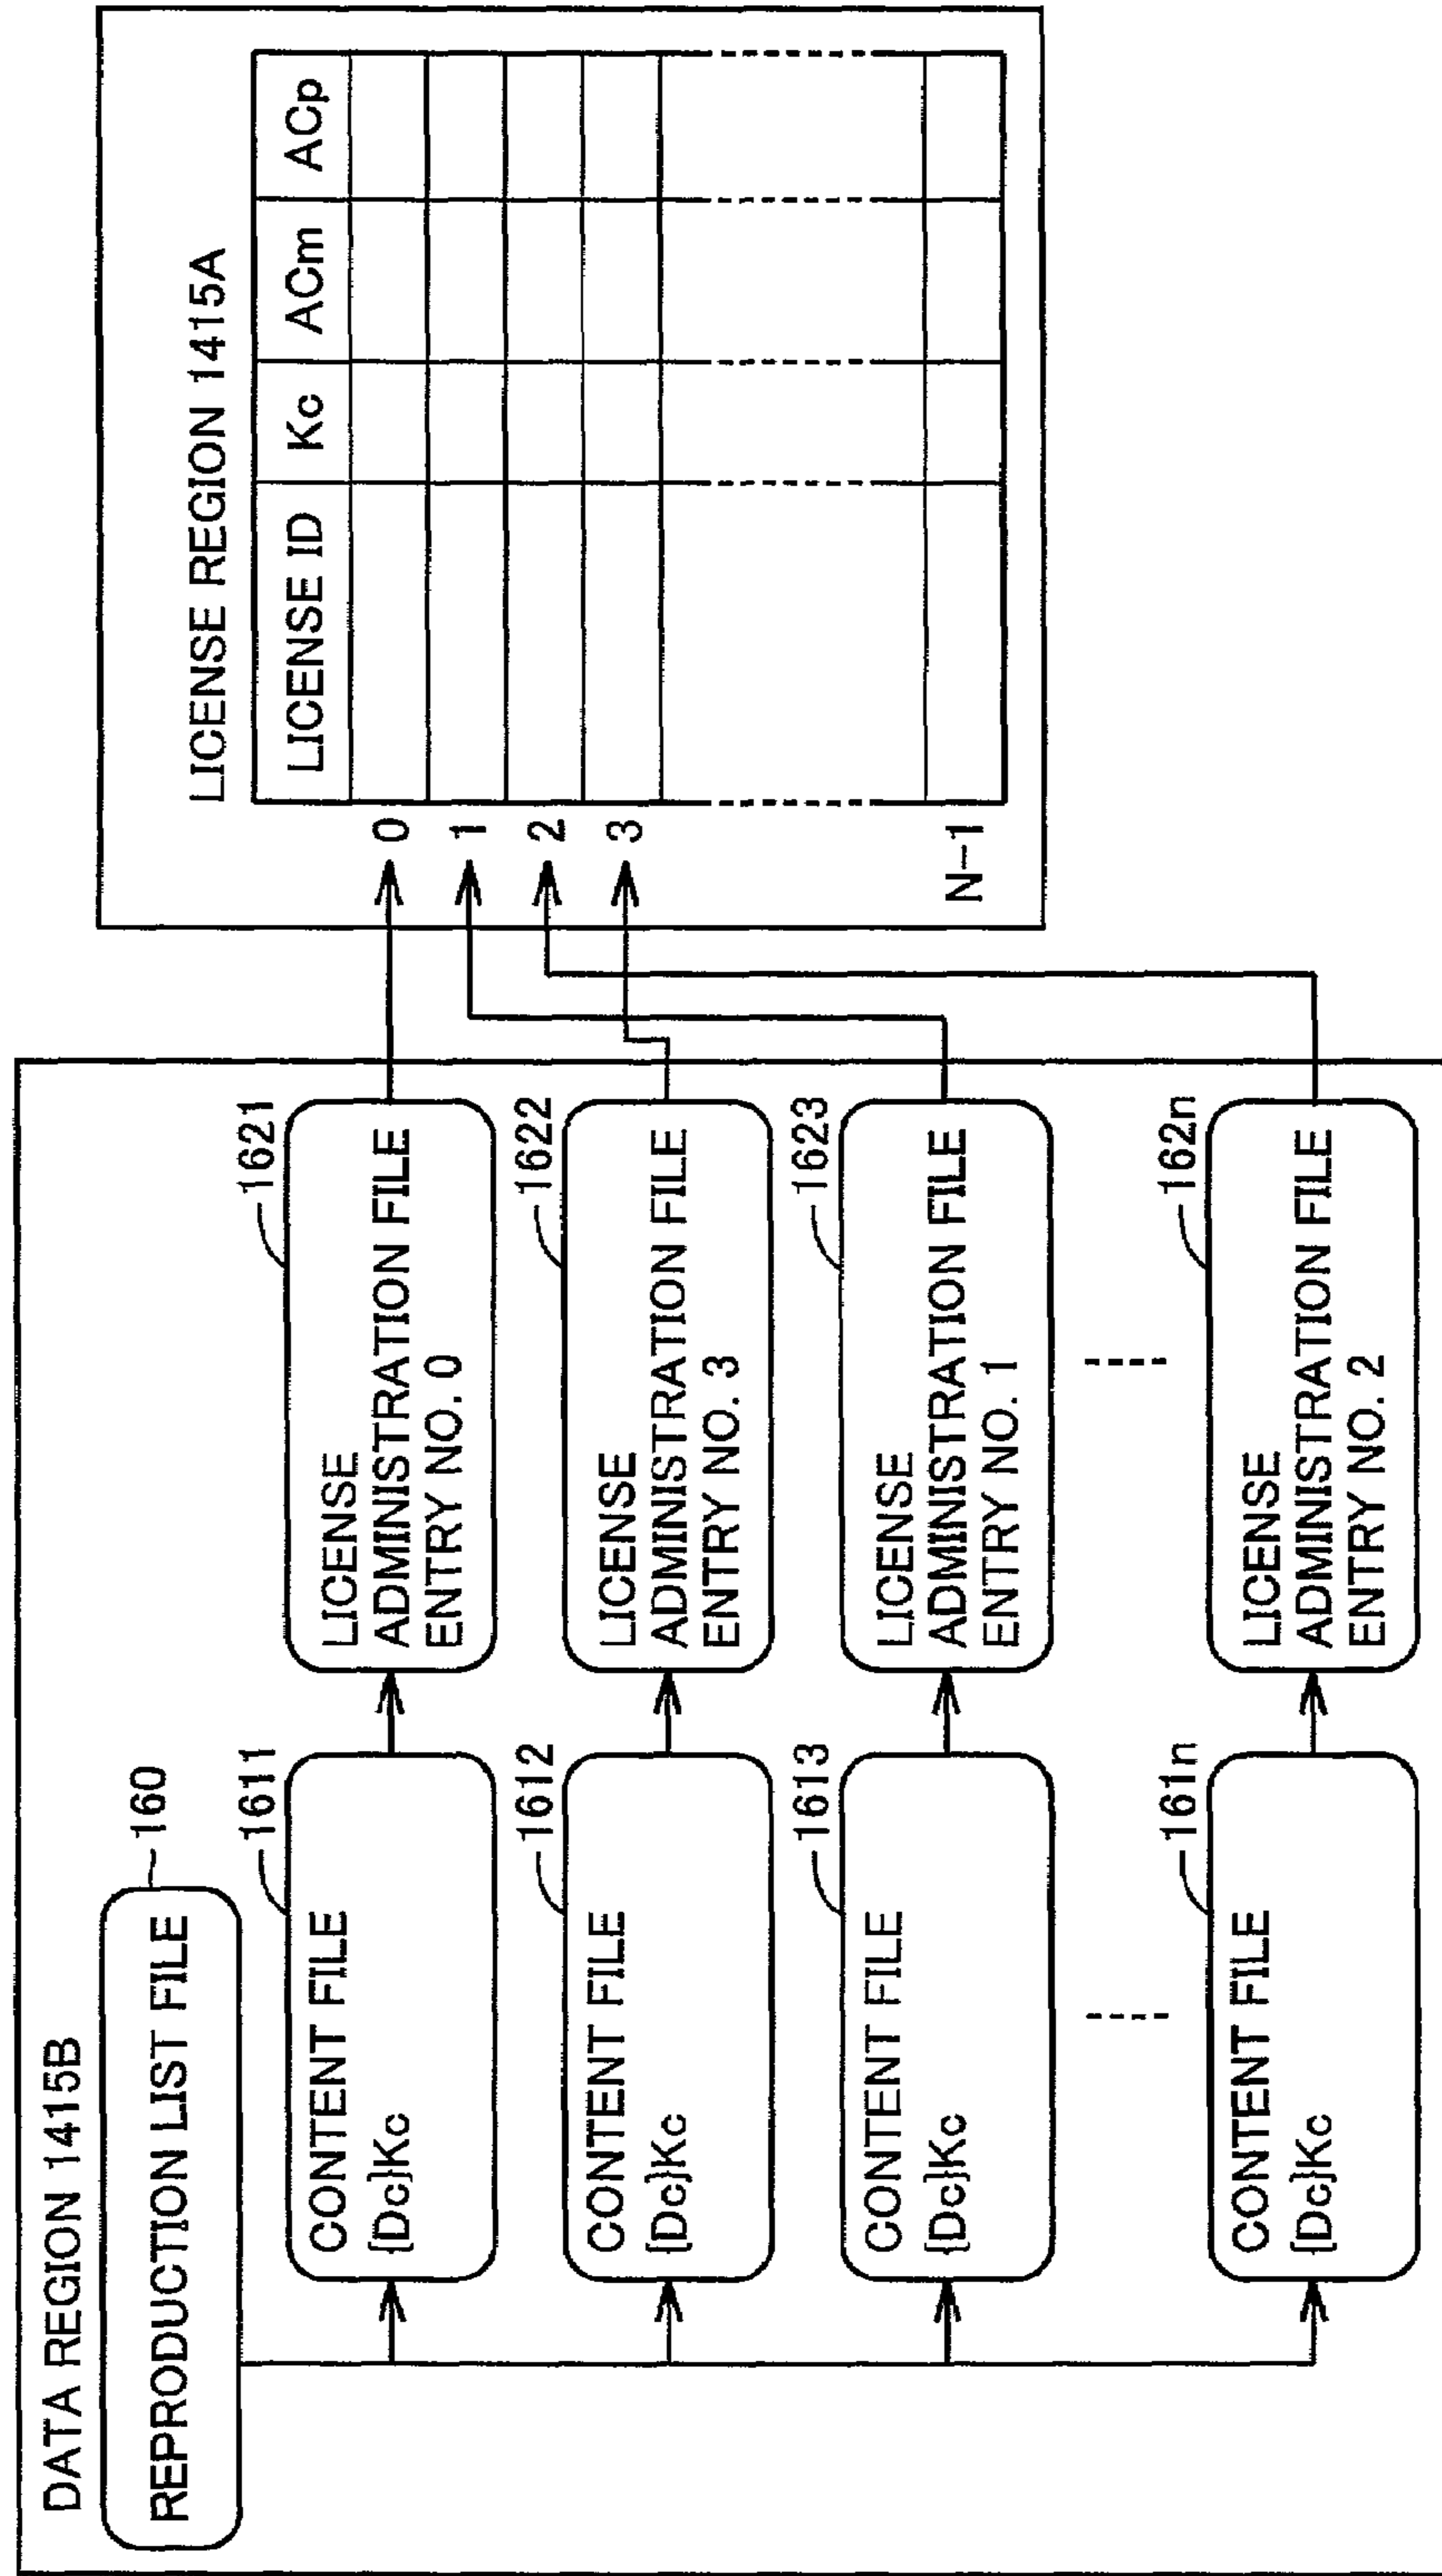 DATA REGION 1415B
REPRODUCTION LIST FILE
160
CONTENT FILE
{Dc}Kc
1611
LICENSE
ADMINISTRATION FILE
ENTRY NO. 0
1621
CONTENT FILE
{Dc}Kc
1612
LICENSE
ADMINISTRATION FILE
ENTRY NO. 3
1622
CONTENT FILE
{Dc}Kc
1613
LICENSE
ADMINISTRATION FILE
ENTRY NO. 1
1623
CONTENT FILE
{Dc}Kc
161n
LICENSE
ADMINISTRATION FILE
ENTRY NO. 2
162n
LICENSE REGION 1415A
LICENSE ID Kc ACm ACp
0
1
2
3
N-1